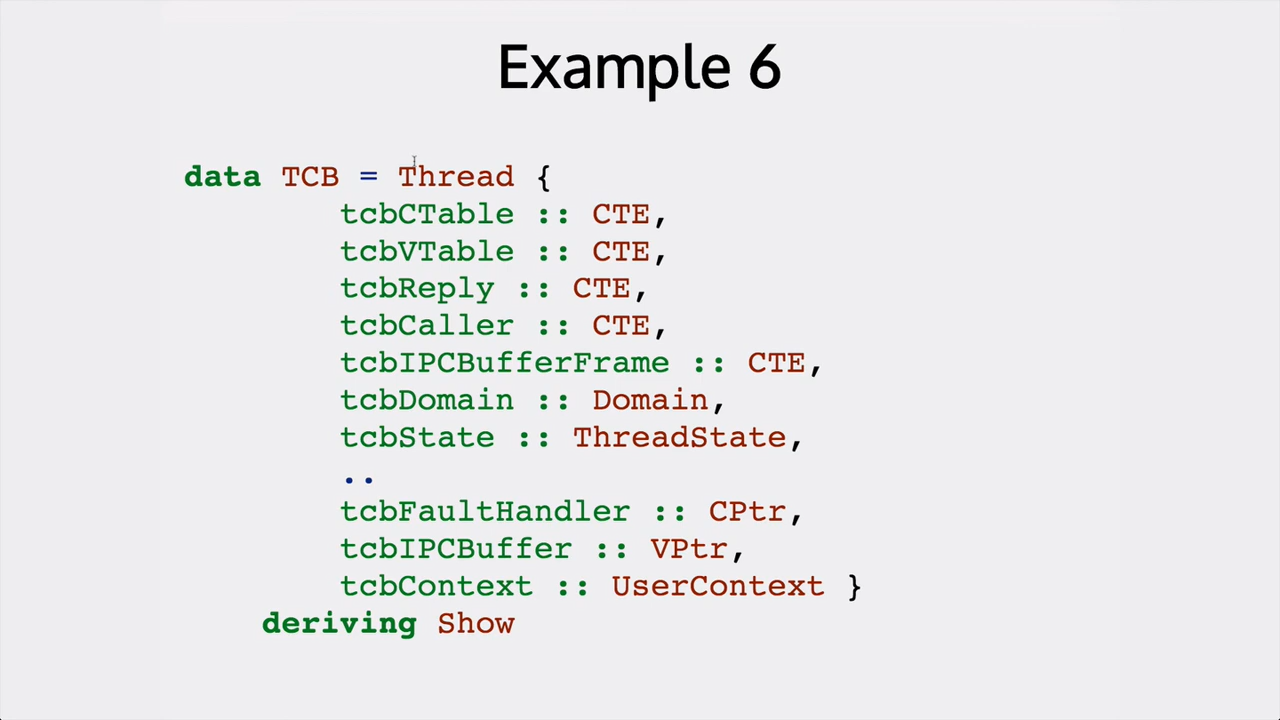 Example 6
data TCB = Thread {
tcbCTable :: CTE,
tcbVTable :: CTE,
tcbReply :: CTE,
tcbCaller :: CTE,
tcbIPCBufferFrame :: CTE,
tcbDomain :: Domain,
tcbState :: ThreadState,
..
tcbFaultHandler :: CPtr,
tcbIPCBuffer :: VPtr,
tcbContext :: UserContext }
deriving Show